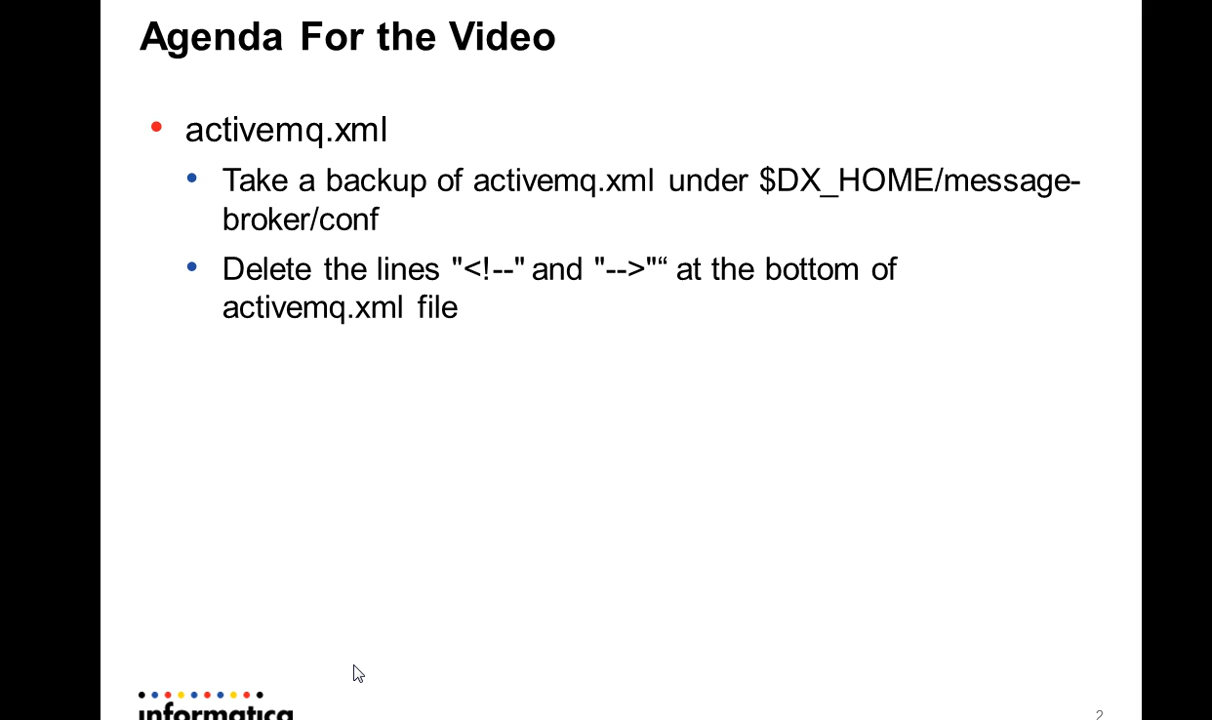 Agenda For the Video
activemq.xml
Take a backup of activemq.xml under $DX_HOME/message-
broker/conf
Delete the lines "<!--" and "-->"“ at the bottom of
activemq.xml file
informatica
2